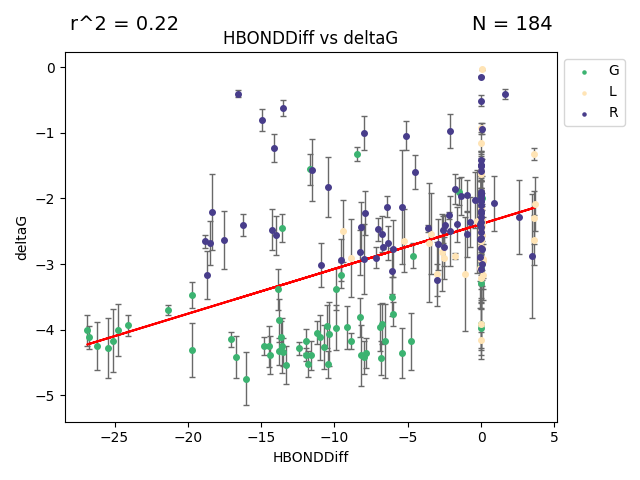 r^2 = 0.22
N = 184
HBONDDiff vs deltaG
G
L
R
deltaG
0
−1
−2
−3
−4
−5
−25
−20
−15
−10
−5
0
5
HBONDDiff